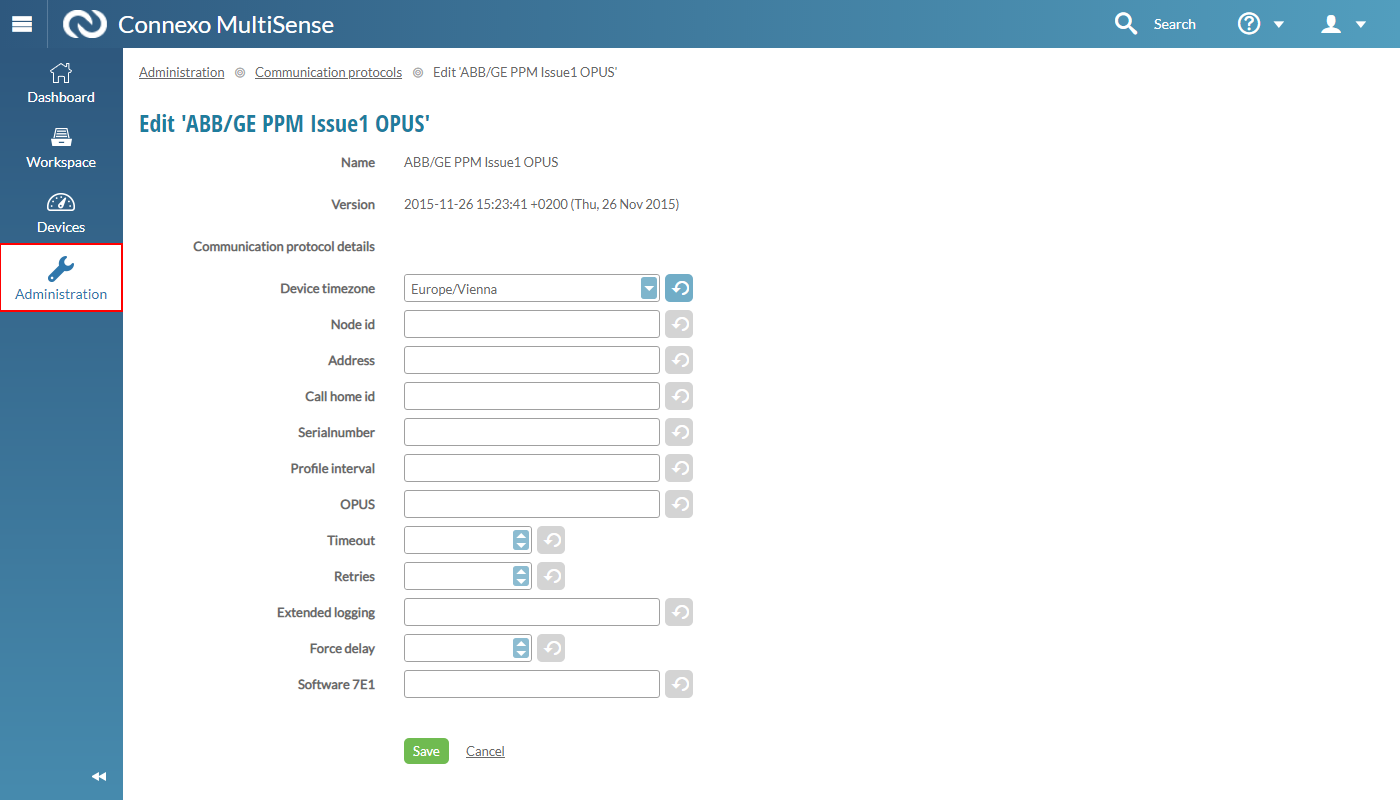 Connexo MultiSense
Search
Dashboard
Workspace
Devices
Administration
Administration Communication protocols Edit 'ABB/GE PPM Issue1 OPUS'
Edit 'ABB/GE PPM Issue1 OPUS'
Name ABB/GE PPM Issue1 OPUS
Version 2015-11-26 15:23:41 +0200 (Thu, 26 Nov 2015)
Communication protocol details
Device timezone Europe/Vienna
Node id
Address
Call home id
Serialnumber
Profile interval
OPUS
Timeout
Retries
Extended logging
Force delay
Software 7E1
Save Cancel